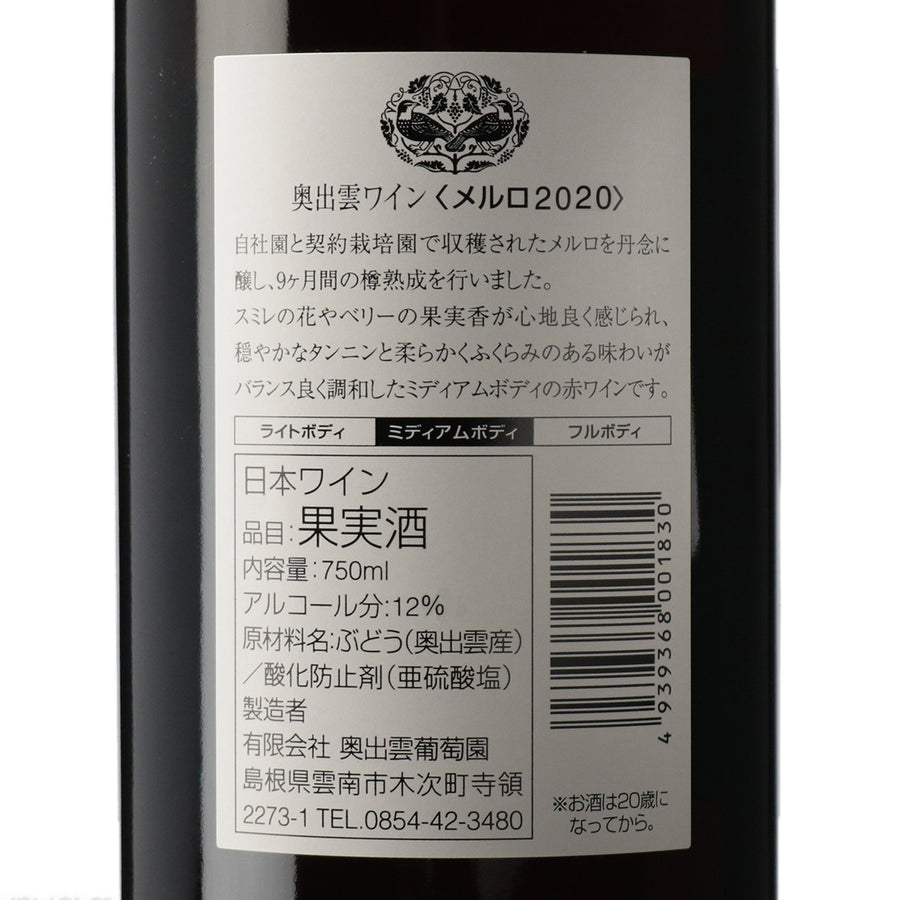 奥出雲ワイン〈メルロ2020〉
自社園と契約栽培園で収穫されたメルロを丹念に
醸し、9ヶ月間の樽熟成を行いました。
スミレの花やベリーの果実香が心地良く感じられ、
穏やかなタンニンと柔らかくふくらみのある味わいが
バランス良く調和したミディアムボディの赤ワインです。
ライトボディ ミディアムボディ フルボディ
日本ワイン
品目:果実酒
内容量:750ml
アルコール分:12%
原材料名:ぶどう(奥出雲産)
/酸化防止剤(亜硫酸塩)
製造者
有限会社 奥出雲葡萄園
島根県雲南市木次町寺領
2273-1 TEL.0854-42-3480
4939368001830
※お酒は20歳に
なってから。